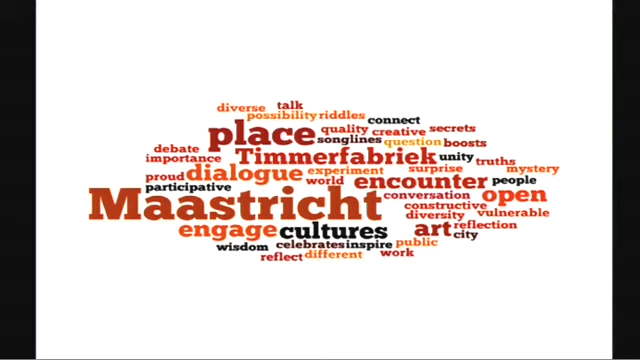 diverse talk
possibility riddles connect
place quality creative secrets
songlines question boosts
debate Timmerfabriek unity truths
importance
proud dialogue experiment surprise mystery
world encounter people
participative
Maastricht conversation open
constructive
diversity vulnerable
engage cultures art reflection
city
wisdom celebrates inspire public
reflect different work